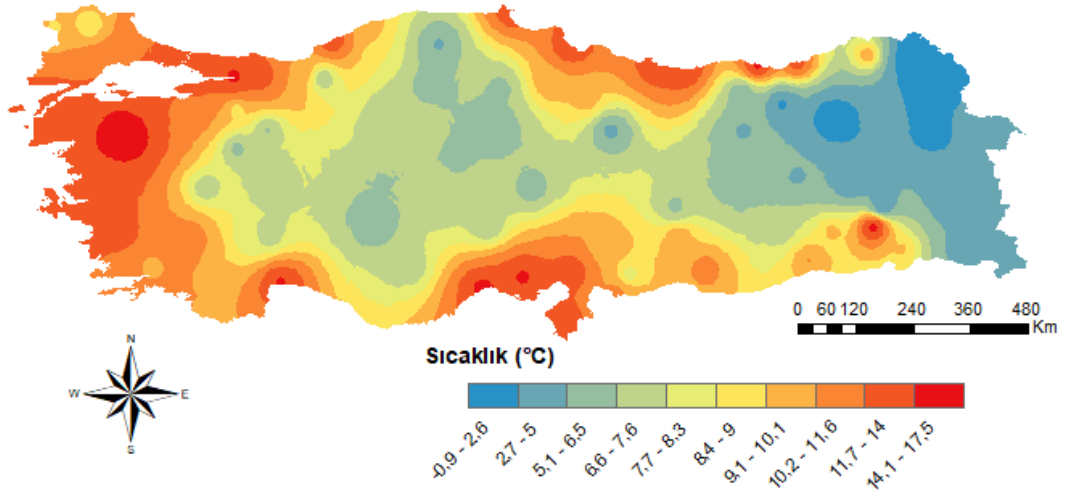 0 60 120 240 360 480
Km
N
W E
S
Sıcaklık (°C)
-0,9 - 2,6
2,7 - 5
5,1 - 6,5
6,6 - 7,6
7,7 - 8,3
8,4 - 9
9,1 - 10,1
10,2 - 11,6
11,7 - 14
14,1 - 17,5